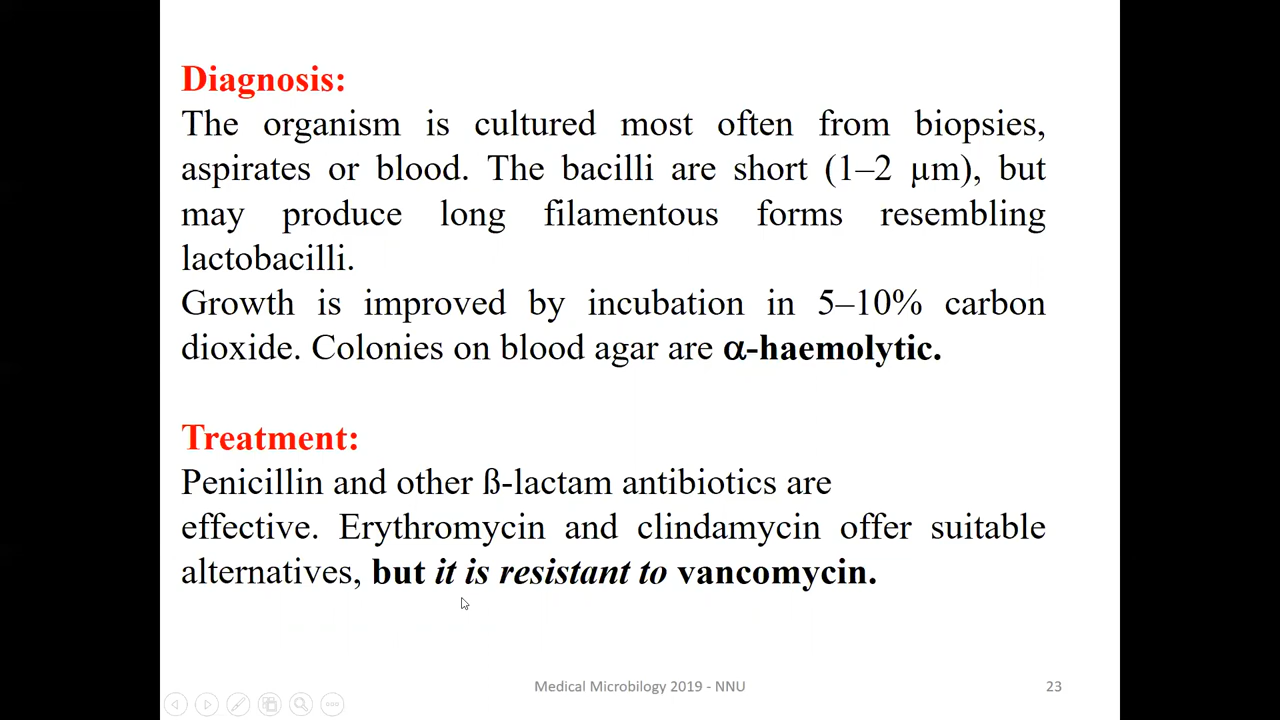 Diagnosis:
The organism is cultured most often from biopsies,
aspirates or blood. The bacilli are short (1–2 µm), but
may produce long filamentous forms resembling
lactobacilli.
Growth is improved by incubation in 5–10% carbon
dioxide. Colonies on blood agar are α-haemolytic.
Treatment:
Penicillin and other ß-lactam antibiotics are
effective. Erythromycin and clindamycin offer suitable
alternatives, but it is resistant to vancomycin.
Medical Microbilogy 2019 - NNU
23